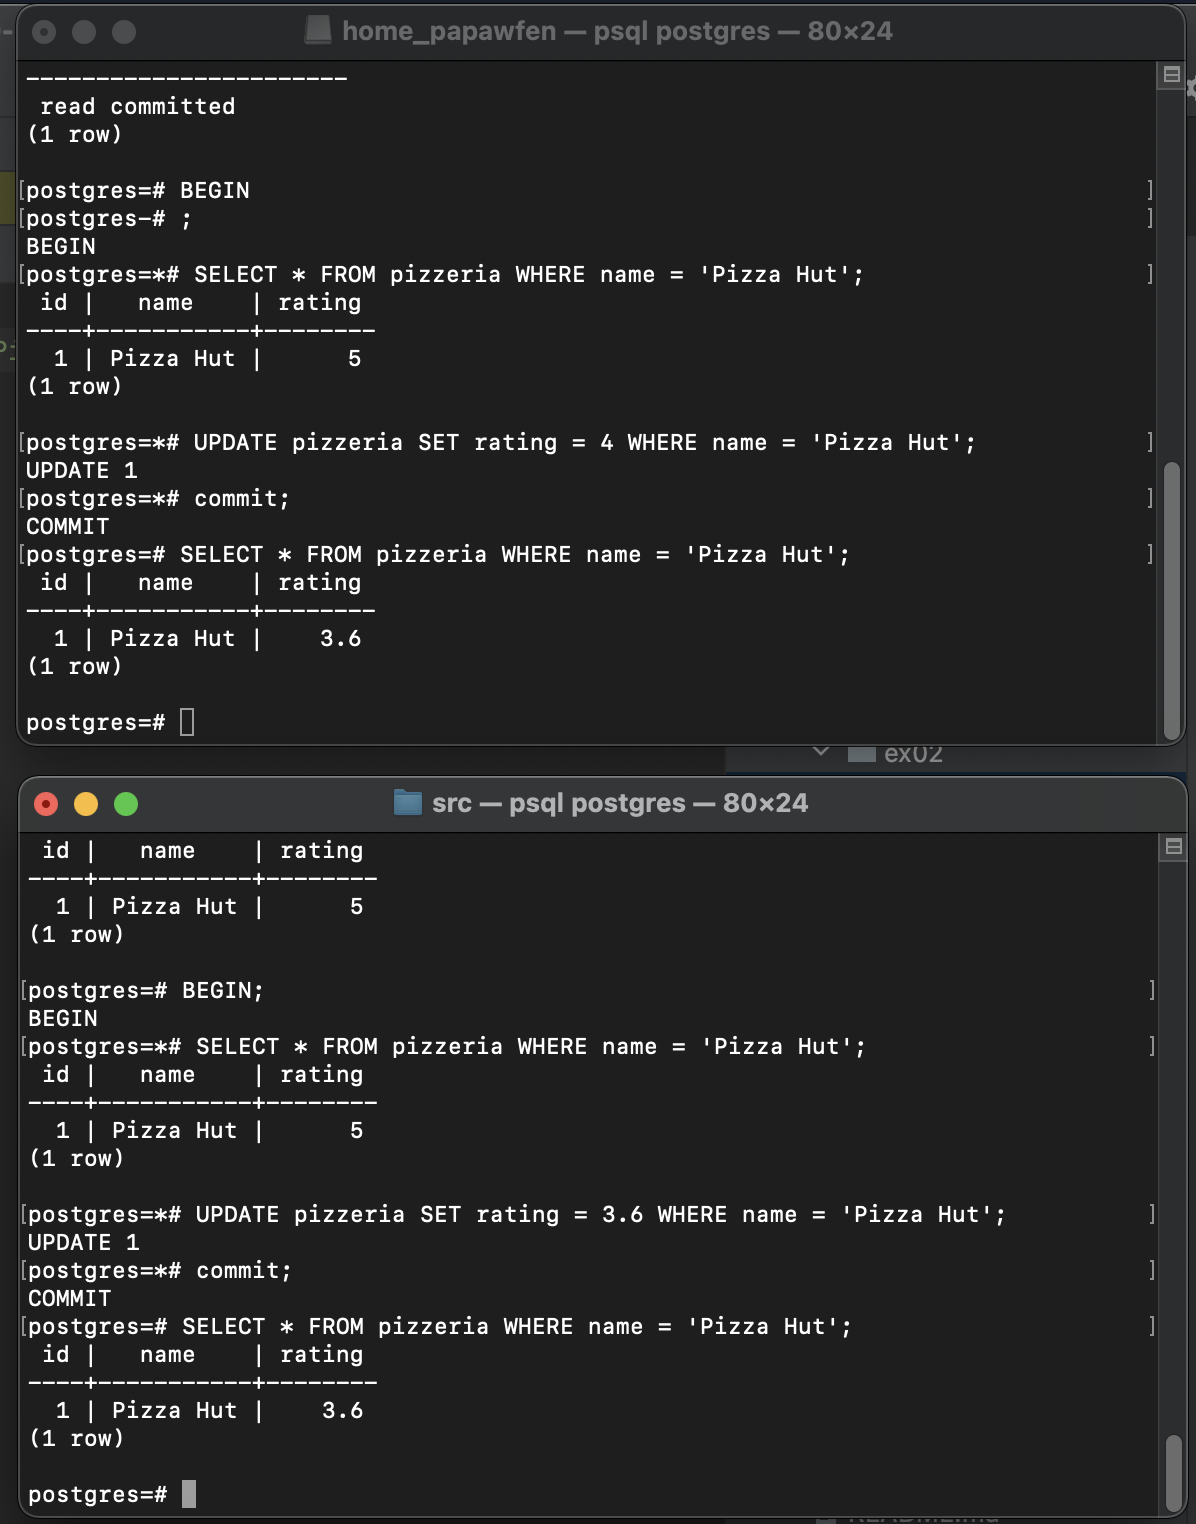 home_papawfen — psql postgres — 80×24
-----------------------
 read committed
(1 row)
[postgres=# BEGIN ]
[postgres-# ; ]
BEGIN
[postgres=*# SELECT * FROM pizzeria WHERE name = 'Pizza Hut'; ]
 id |   name    | rating
----+-----------+--------
  1 | Pizza Hut |      5
(1 row)
[postgres=*# UPDATE pizzeria SET rating = 4 WHERE name = 'Pizza Hut'; ]
UPDATE 1
[postgres=*# commit; ]
COMMIT
[postgres=# SELECT * FROM pizzeria WHERE name = 'Pizza Hut'; ]
 id |   name    | rating
----+-----------+--------
  1 | Pizza Hut |    3.6
(1 row)
postgres=#
ex02
src — psql postgres — 80×24
 id |   name    | rating
----+-----------+--------
  1 | Pizza Hut |      5
(1 row)
[postgres=# BEGIN; ]
BEGIN
[postgres=*# SELECT * FROM pizzeria WHERE name = 'Pizza Hut'; ]
 id |   name    | rating
----+-----------+--------
  1 | Pizza Hut |      5
(1 row)
[postgres=*# UPDATE pizzeria SET rating = 3.6 WHERE name = 'Pizza Hut'; ]
UPDATE 1
[postgres=*# commit; ]
COMMIT
[postgres=# SELECT * FROM pizzeria WHERE name = 'Pizza Hut'; ]
 id |   name    | rating
----+-----------+--------
  1 | Pizza Hut |    3.6
(1 row)
postgres=#